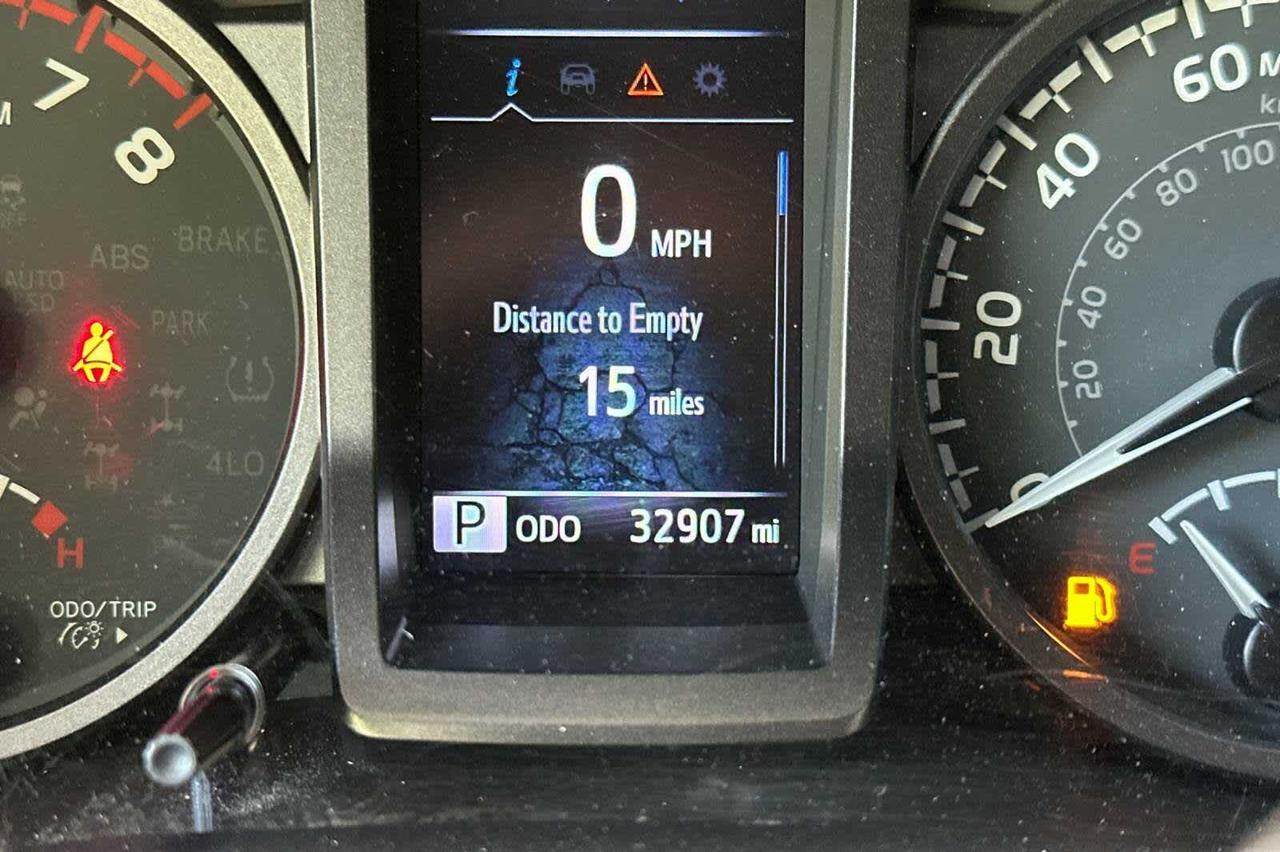 7
8
ABS
BRAKE
AUTO
PARK
4LO
H
ODO/TRIP
0 MPH
Distance to Empty
15 miles
P ODO 32907 mi
60
40
20
0
100
80
60
40
20
E